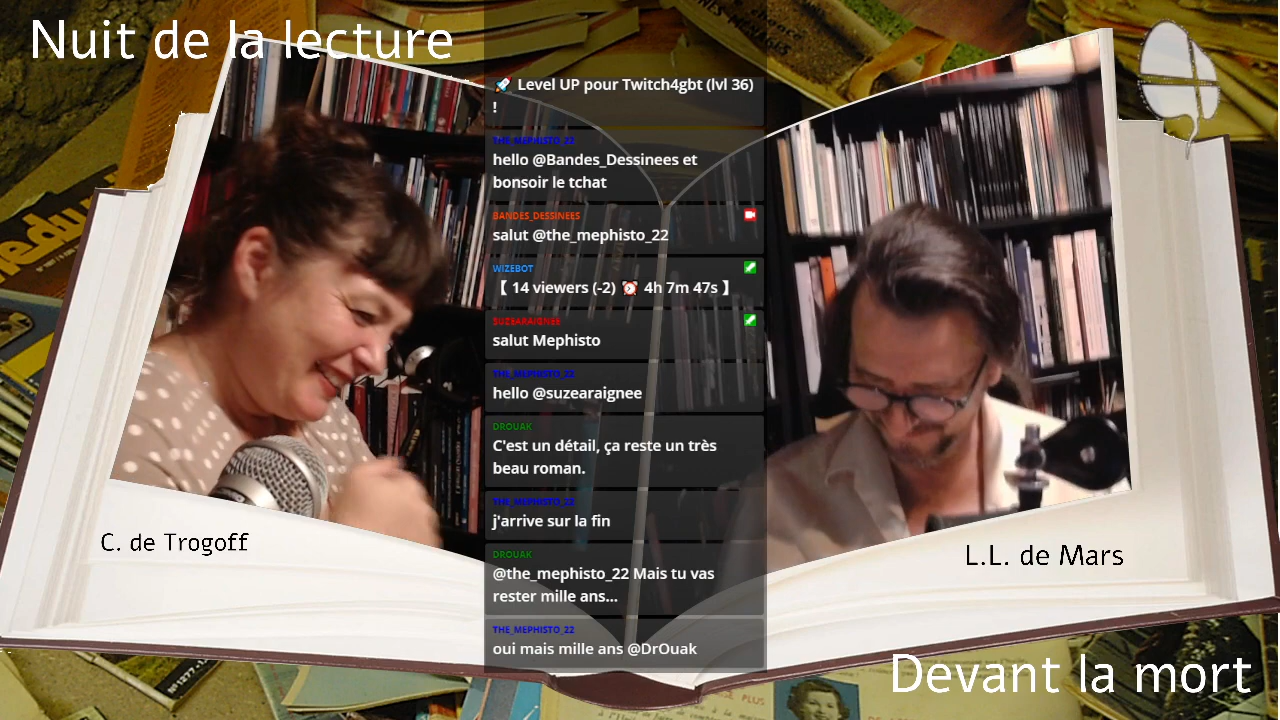 Nuit de la lecture
Level UP pour Twitch4gbt (lvl 36)
!
THE_MEPHISTO_22
hello @Bandes_Dessinees et
bonsoir le tchat
BANDES_DESSINEES
salut @the_mephisto_22
WIZEBOT
【 14 viewers (-2) ⏰ 4h 7m 47s 】
SUZEARAIGNEE
salut Mephisto
THE_MEPHISTO_22
hello @suzearaignee
DROUAK
C'est un détail, ça reste un très
beau roman.
THE_MEPHISTO_22
j'arrive sur la fin
DROUAK
@the_mephisto_22 Mais tu vas
rester mille ans...
THE_MEPHISTO_22
oui mais mille ans @DrOuak
C. de Trogoff
L.L. de Mars
Devant la mort